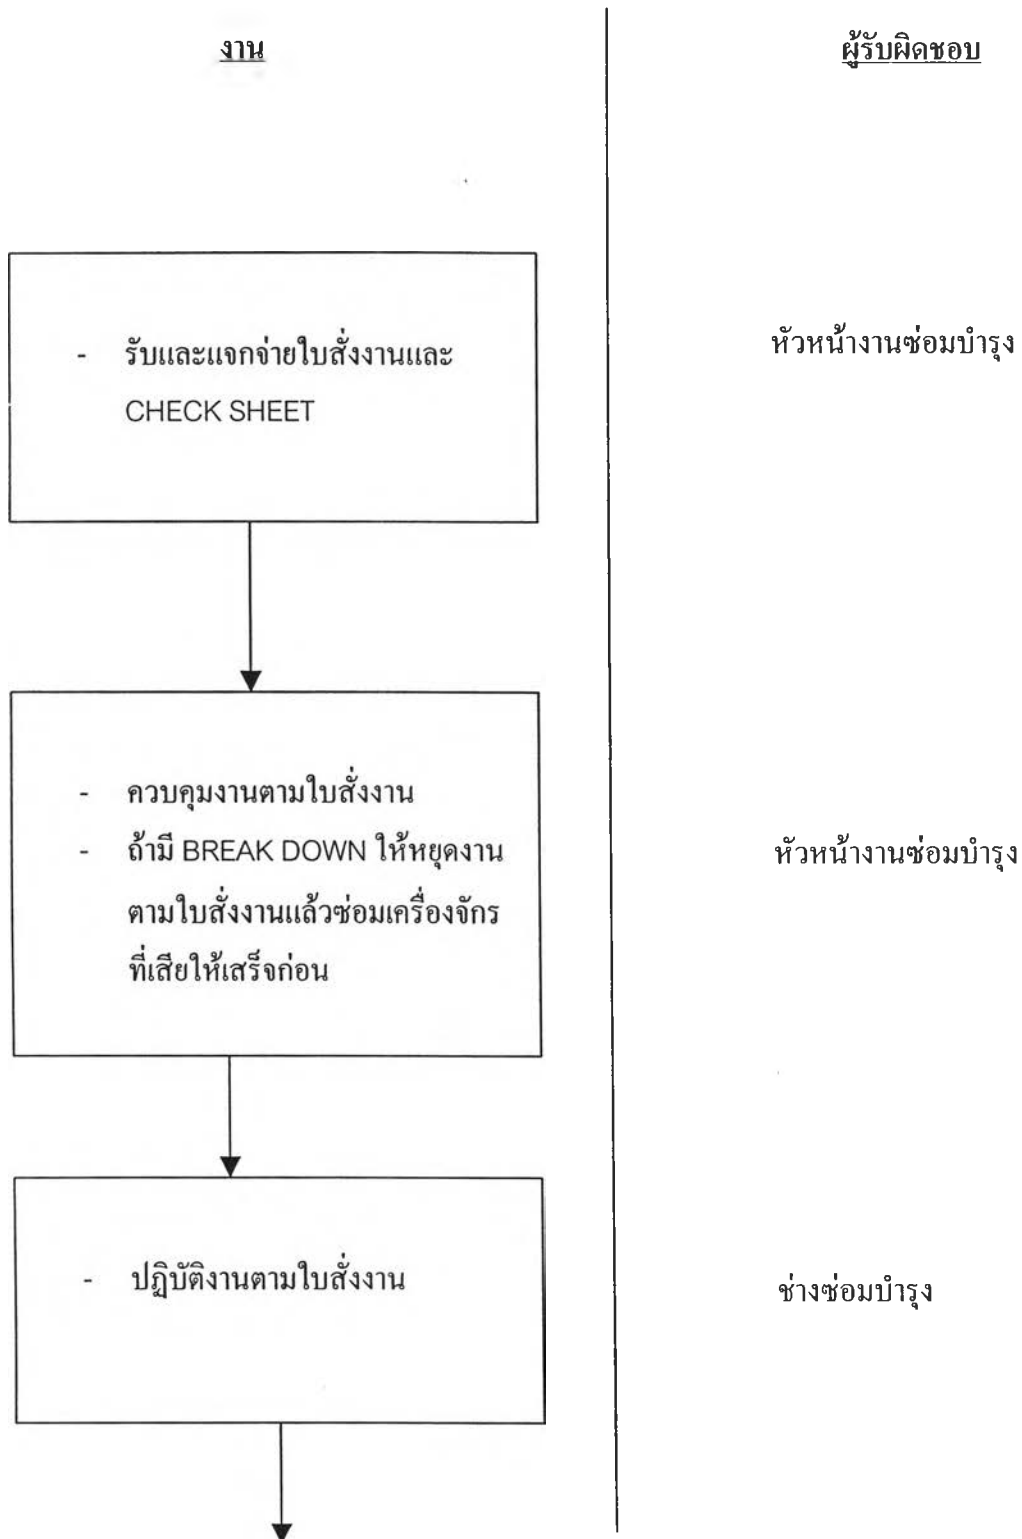 งาน
ผู้รับผิดชอบ
- รับและแจกจ่ายใบสั่งงานและ
CHECK SHEET
หัวหน้างานซ่อมบำรุง
- ควบคุมงานตามใบสั่งงาน
- ถ้ามี BREAK DOWN ให้หยุดงาน
ตามใบสั่งงานแล้วซ่อมเครื่องจักร
ที่เสียให้เสร็จก่อน
หัวหน้างานซ่อมบำรุง
- ปฏิบัติงานตามใบสั่งงาน
ช่างซ่อมบำรุง